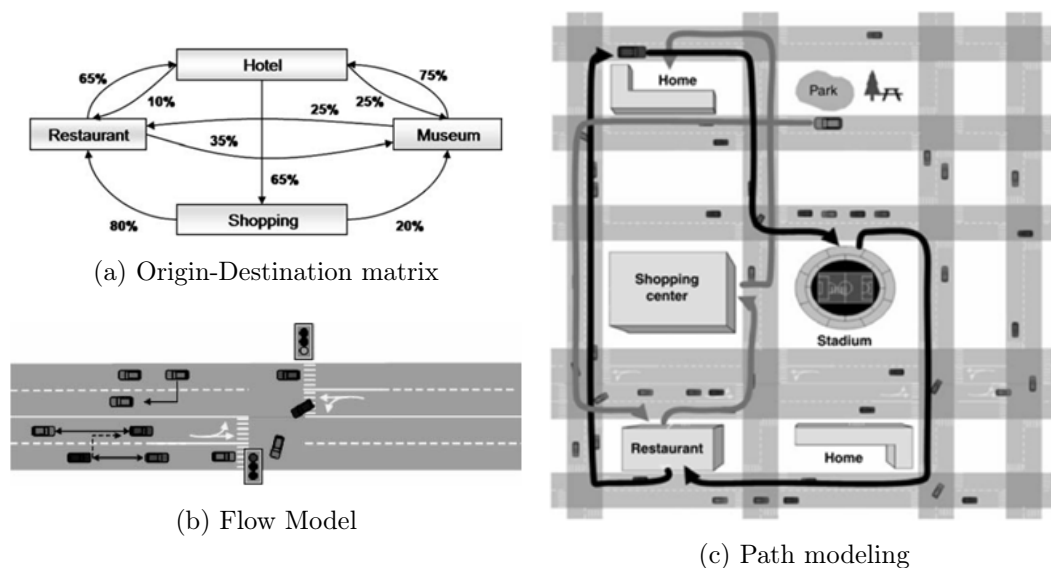 Hotel
65%
75%
10%
25%
25%
Restaurant
Museum
35%
65%
80%
Shopping
20%
(a) Origin-Destination matrix
(b) Flow Model
Home
Park
Shopping
center
Stadium
Restaurant
Home
(c) Path modeling